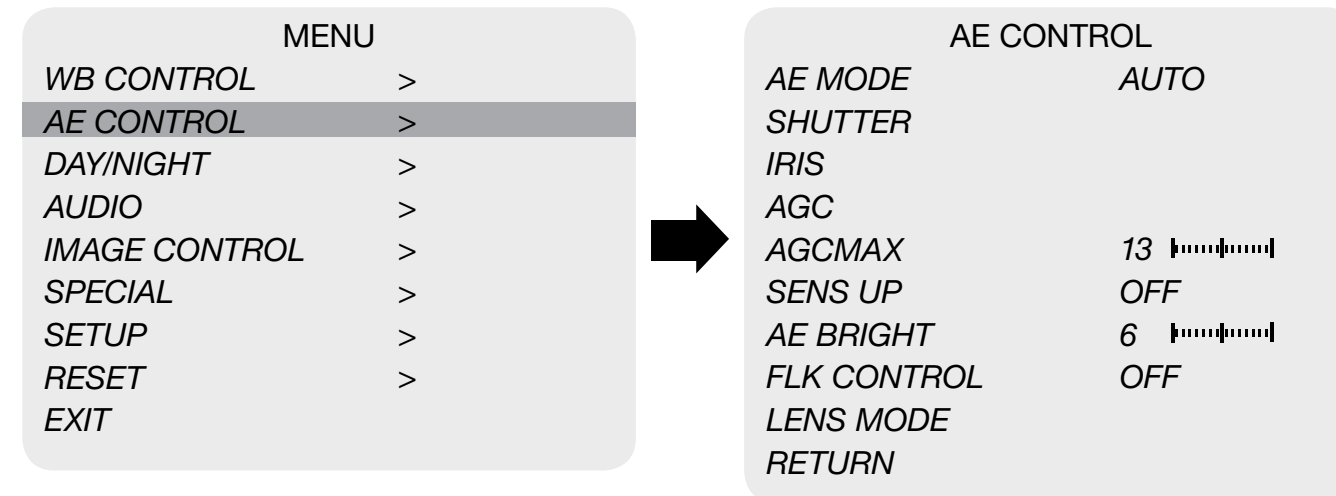 MENU
WB CONTROL >
AE CONTROL >
DAY/NIGHT >
AUDIO >
IMAGE CONTROL >
SPECIAL >
SETUP >
RESET >
EXIT
AE CONTROL
AE MODE AUTO
SHUTTER
IRIS
AGC
AGCMAX 13
SENS UP OFF
AE BRIGHT 6
FLK CONTROL OFF
LENS MODE
RETURN